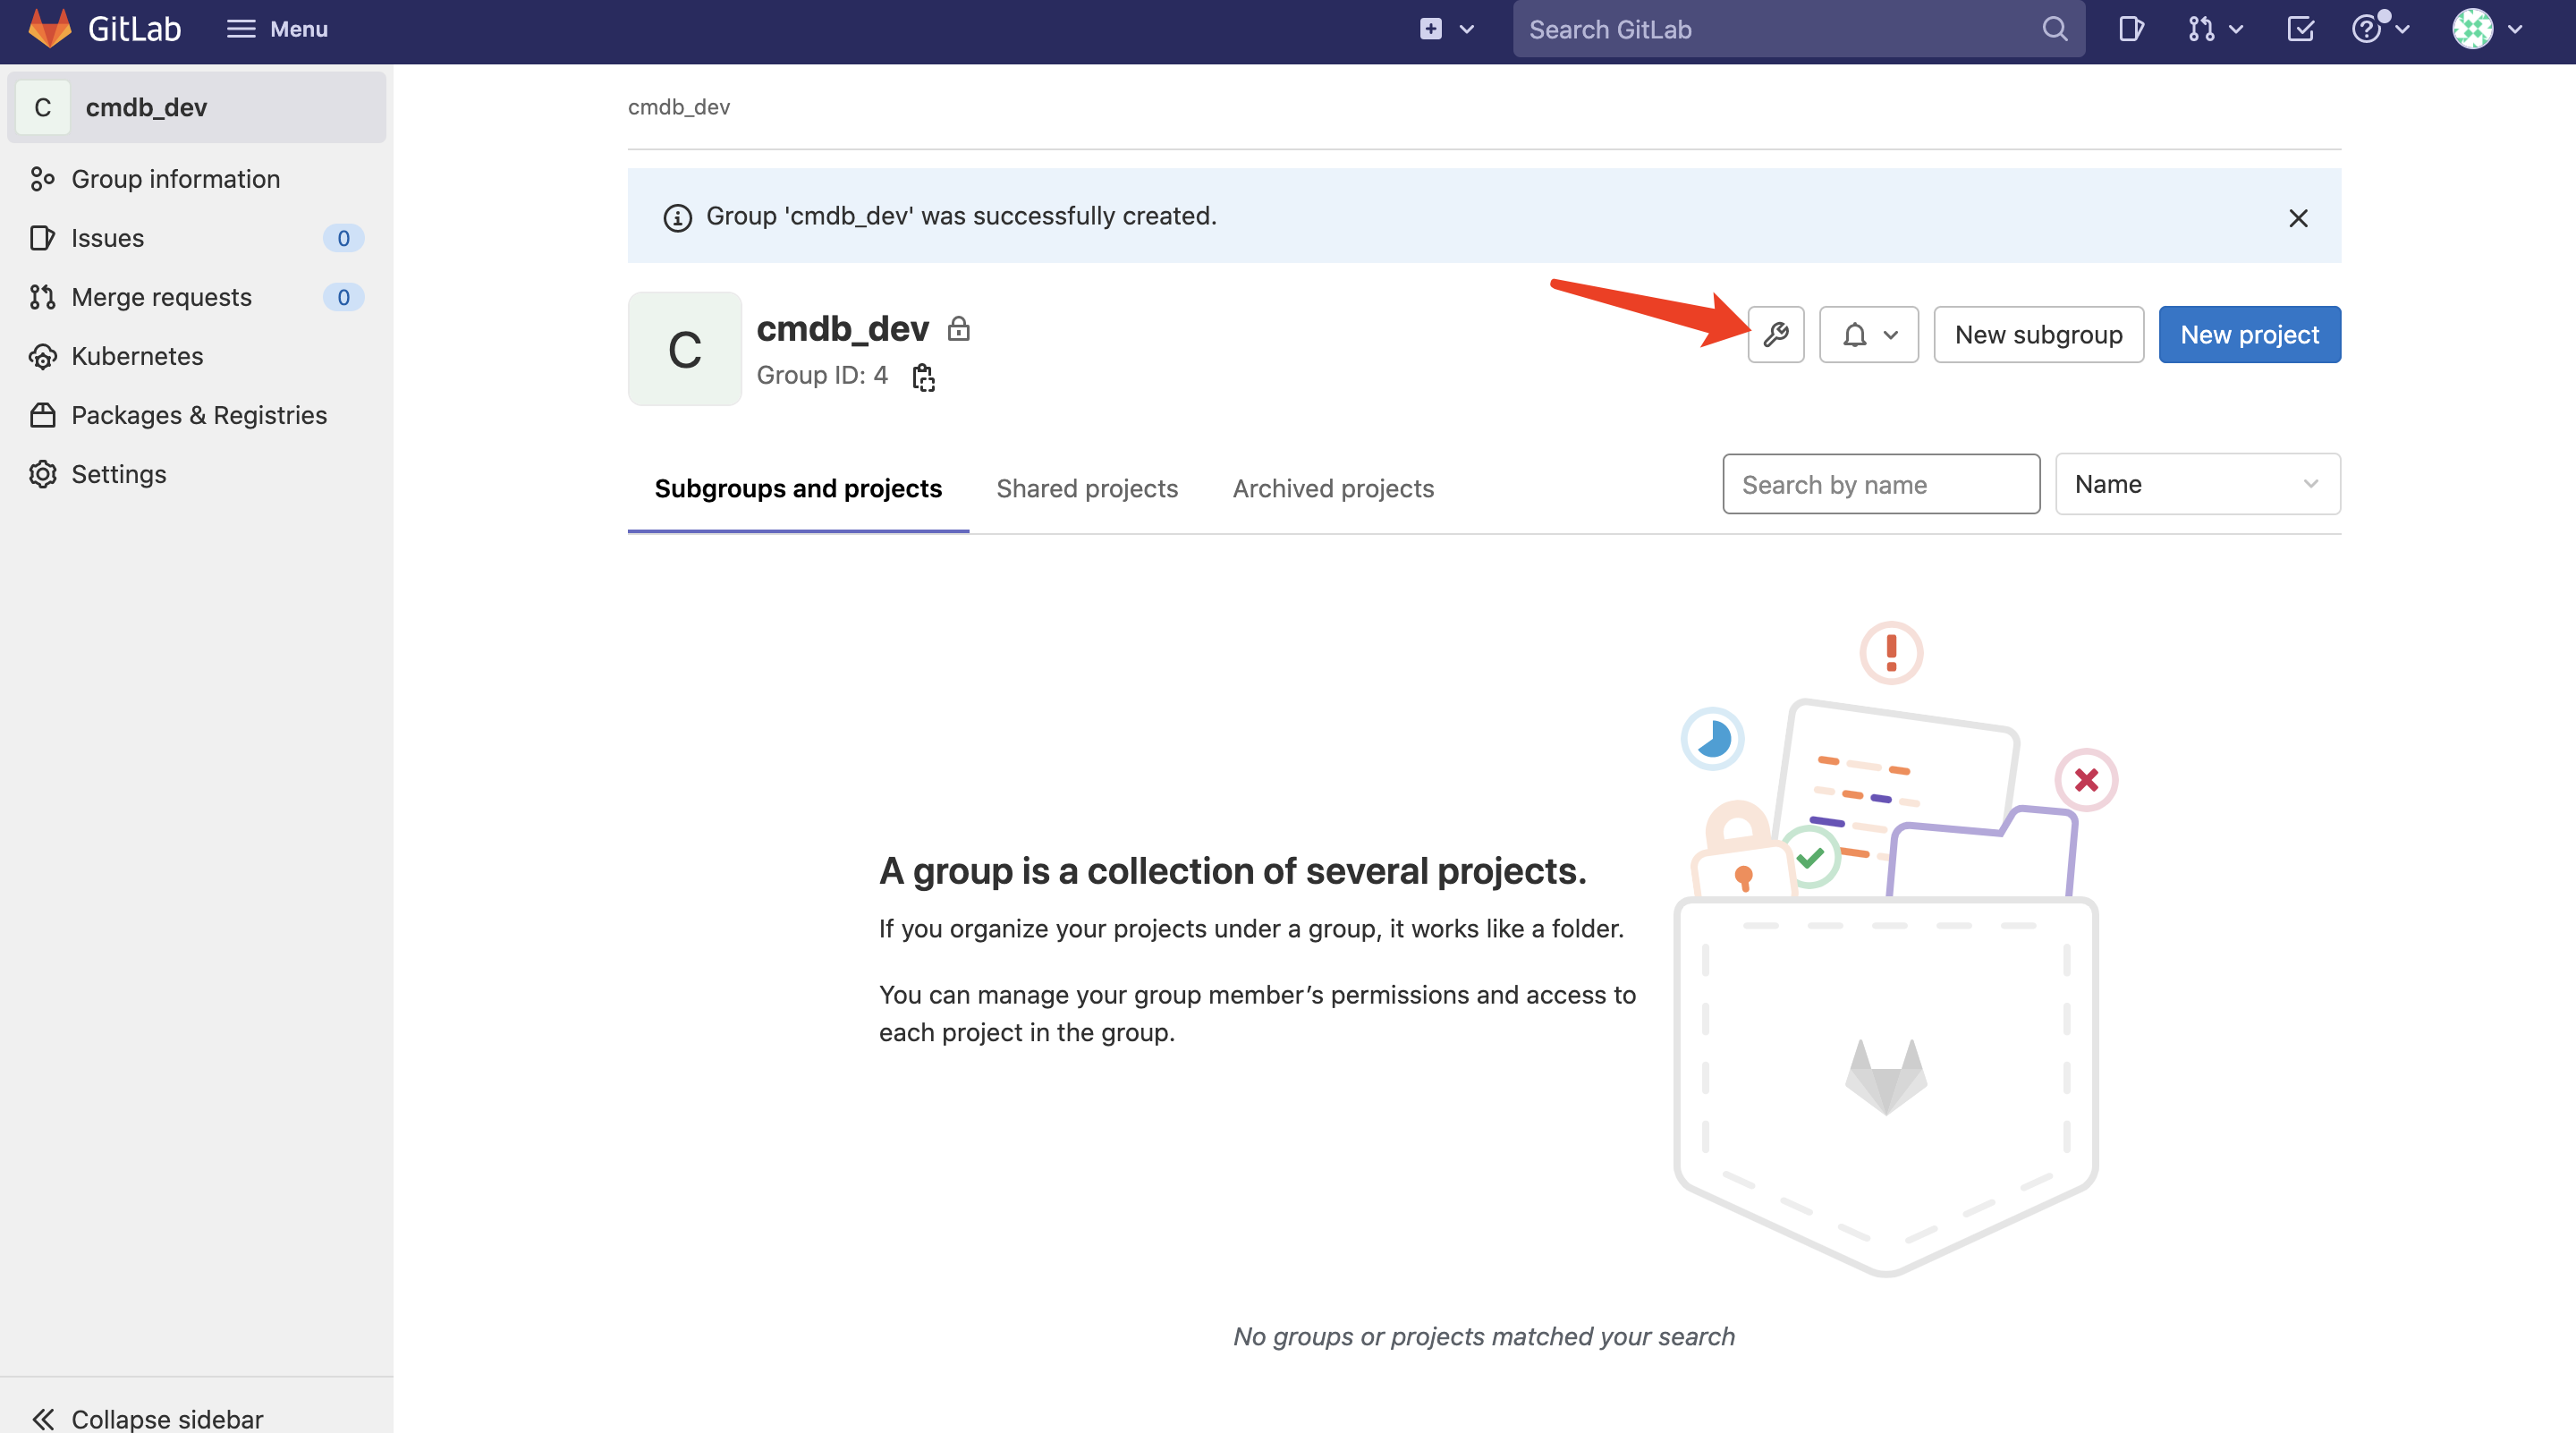 GitLab
Menu
Search GitLab
C cmdb_dev
Group information
Issues 0
Merge requests 0
Kubernetes
Packages & Registries
Settings
Collapse sidebar
cmdb_dev
Group 'cmdb_dev' was successfully created.
C
cmdb_dev
Group ID: 4
New subgroup
New project
Subgroups and projects
Shared projects
Archived projects
Search by name
Name
A group is a collection of several projects.
If you organize your projects under a group, it works like a folder.
You can manage your group member’s permissions and access to
each project in the group.
No groups or projects matched your search